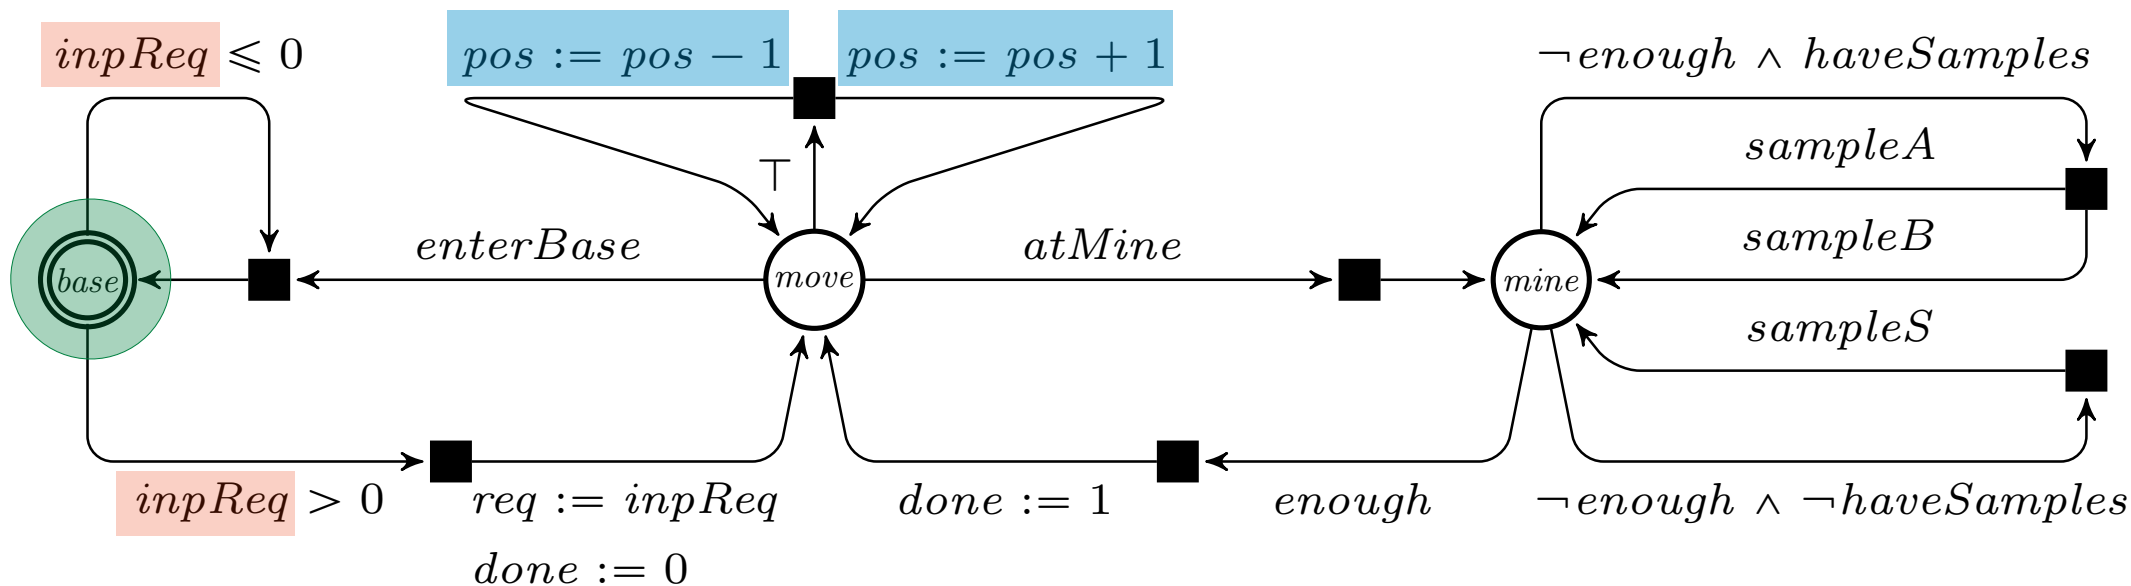 inpReq ⩽ 0
pos := pos − 1
pos := pos + 1
¬enough ∧ haveSamples
sampleA
⊤
enterBase
atMine
sampleB
base
move
mine
sampleS
inpReq > 0
req := inpReq
done := 0
done := 1
enough
¬enough ∧ ¬haveSamples